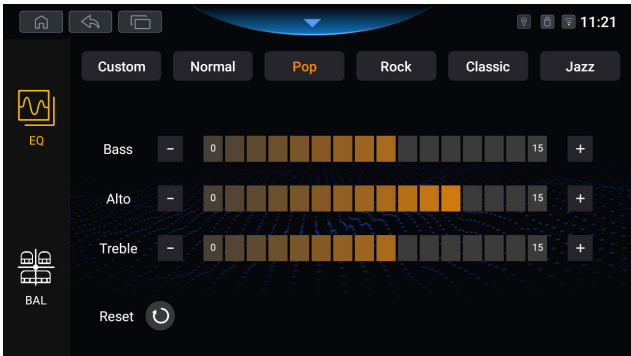 11:21
Custom Normal Pop Rock Classic Jazz
EQ
Bass - 0 15 +
Alto - 0 15 +
Treble - 0 15 +
BAL
Reset